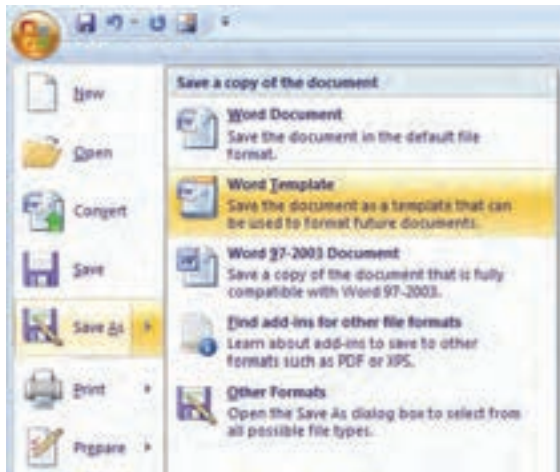 New
Open
Convert
Save
Save As
Print
Prepare
Save a copy of the document
Word Document
Save the document in the default file
format.
Word Template
Save the document as a template that can
be used to format future documents.
Word 97-2003 Document
Save a copy of the document that is fully
compatible with Word 97-2003.
Find add-ins for other file formats
Learn about add-ins to save to other
formats such as PDF or XPS.
Other Formats
Open the Save As dialog box to select from
all possible file types.